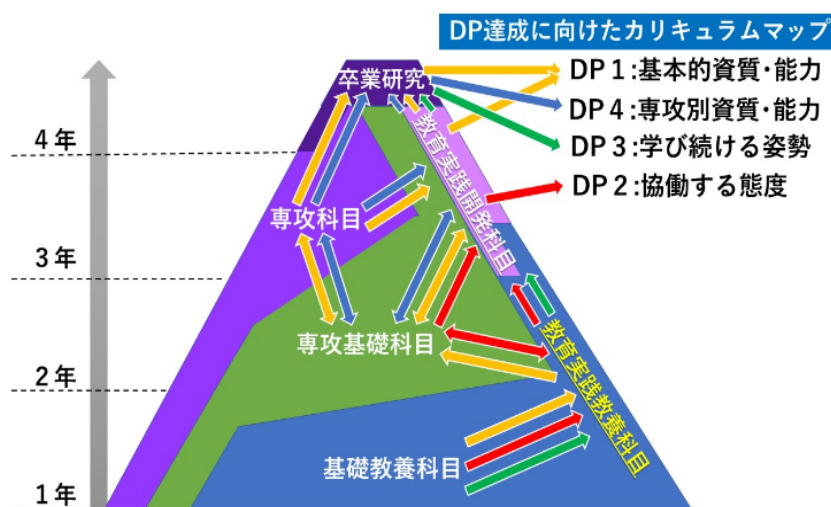 DP達成に向けたカリキュラムマップ
卒業研究
DP 1:基本的資質・能力
DP 4:専攻別資質・能力
DP 3:学び続ける姿勢
DP 2:協働する態度
4年
教育実践開発科目
専攻科目
3年
専攻基礎科目
教育実践教養科目
2年
基礎教養科目
1年